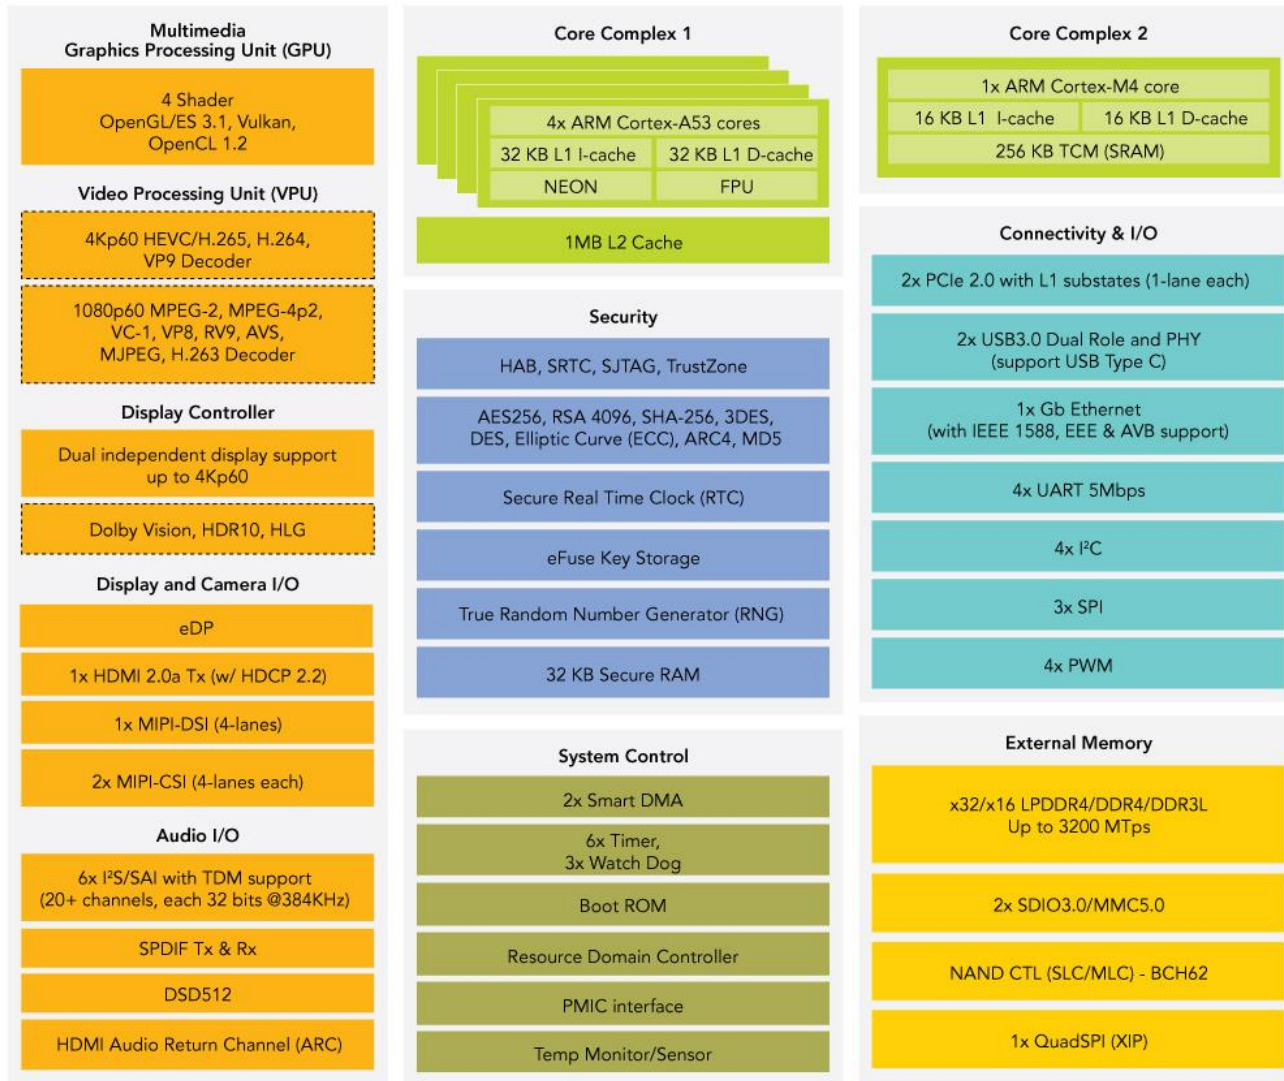 Multimedia
Graphics Processing Unit (GPU)
4 Shader
OpenGL/ES 3.1, Vulkan,
OpenCL 1.2
Video Processing Unit (VPU)
4Kp60 HEVC/H.265, H.264,
VP9 Decoder
1080p60 MPEG-2, MPEG-4p2,
VC-1, VP8, RV9, AVS,
MJPEG, H.263 Decoder
Display Controller
Dual independent display support
up to 4Kp60
Dolby Vision, HDR10, HLG
Display and Camera I/O
eDP
1x HDMI 2.0a Tx (w/ HDCP 2.2)
1x MIPI-DSI (4-lanes)
2x MIPI-CSI (4-lanes each)
Audio I/O
6x I²S/SAI with TDM support
(20+ channels, each 32 bits @384KHz)
SPDIF Tx & Rx
DSD512
HDMI Audio Return Channel (ARC)
Core Complex 1
4x ARM Cortex-A53 cores
32 KB L1 I-cache
32 KB L1 D-cache
NEON
FPU
1MB L2 Cache
Security
HAB, SRTC, SJTAG, TrustZone
AES256, RSA 4096, SHA-256, 3DES,
DES, Elliptic Curve (ECC), ARC4, MD5
Secure Real Time Clock (RTC)
eFuse Key Storage
True Random Number Generator (RNG)
32 KB Secure RAM
System Control
2x Smart DMA
6x Timer,
3x Watch Dog
Boot ROM
Resource Domain Controller
PMIC interface
Temp Monitor/Sensor
Core Complex 2
1x ARM Cortex-M4 core
16 KB L1 I-cache
16 KB L1 D-cache
256 KB TCM (SRAM)
Connectivity & I/O
2x PCIe 2.0 with L1 substates (1-lane each)
2x USB3.0 Dual Role and PHY
(support USB Type C)
1x Gb Ethernet
(with IEEE 1588, EEE & AVB support)
4x UART 5Mbps
4x I²C
3x SPI
4x PWM
External Memory
x32/x16 LPDDR4/DDR4/DDR3L
Up to 3200 MTps
2x SDIO3.0/MMC5.0
NAND CTL (SLC/MLC) - BCH62
1x QuadSPI (XIP)